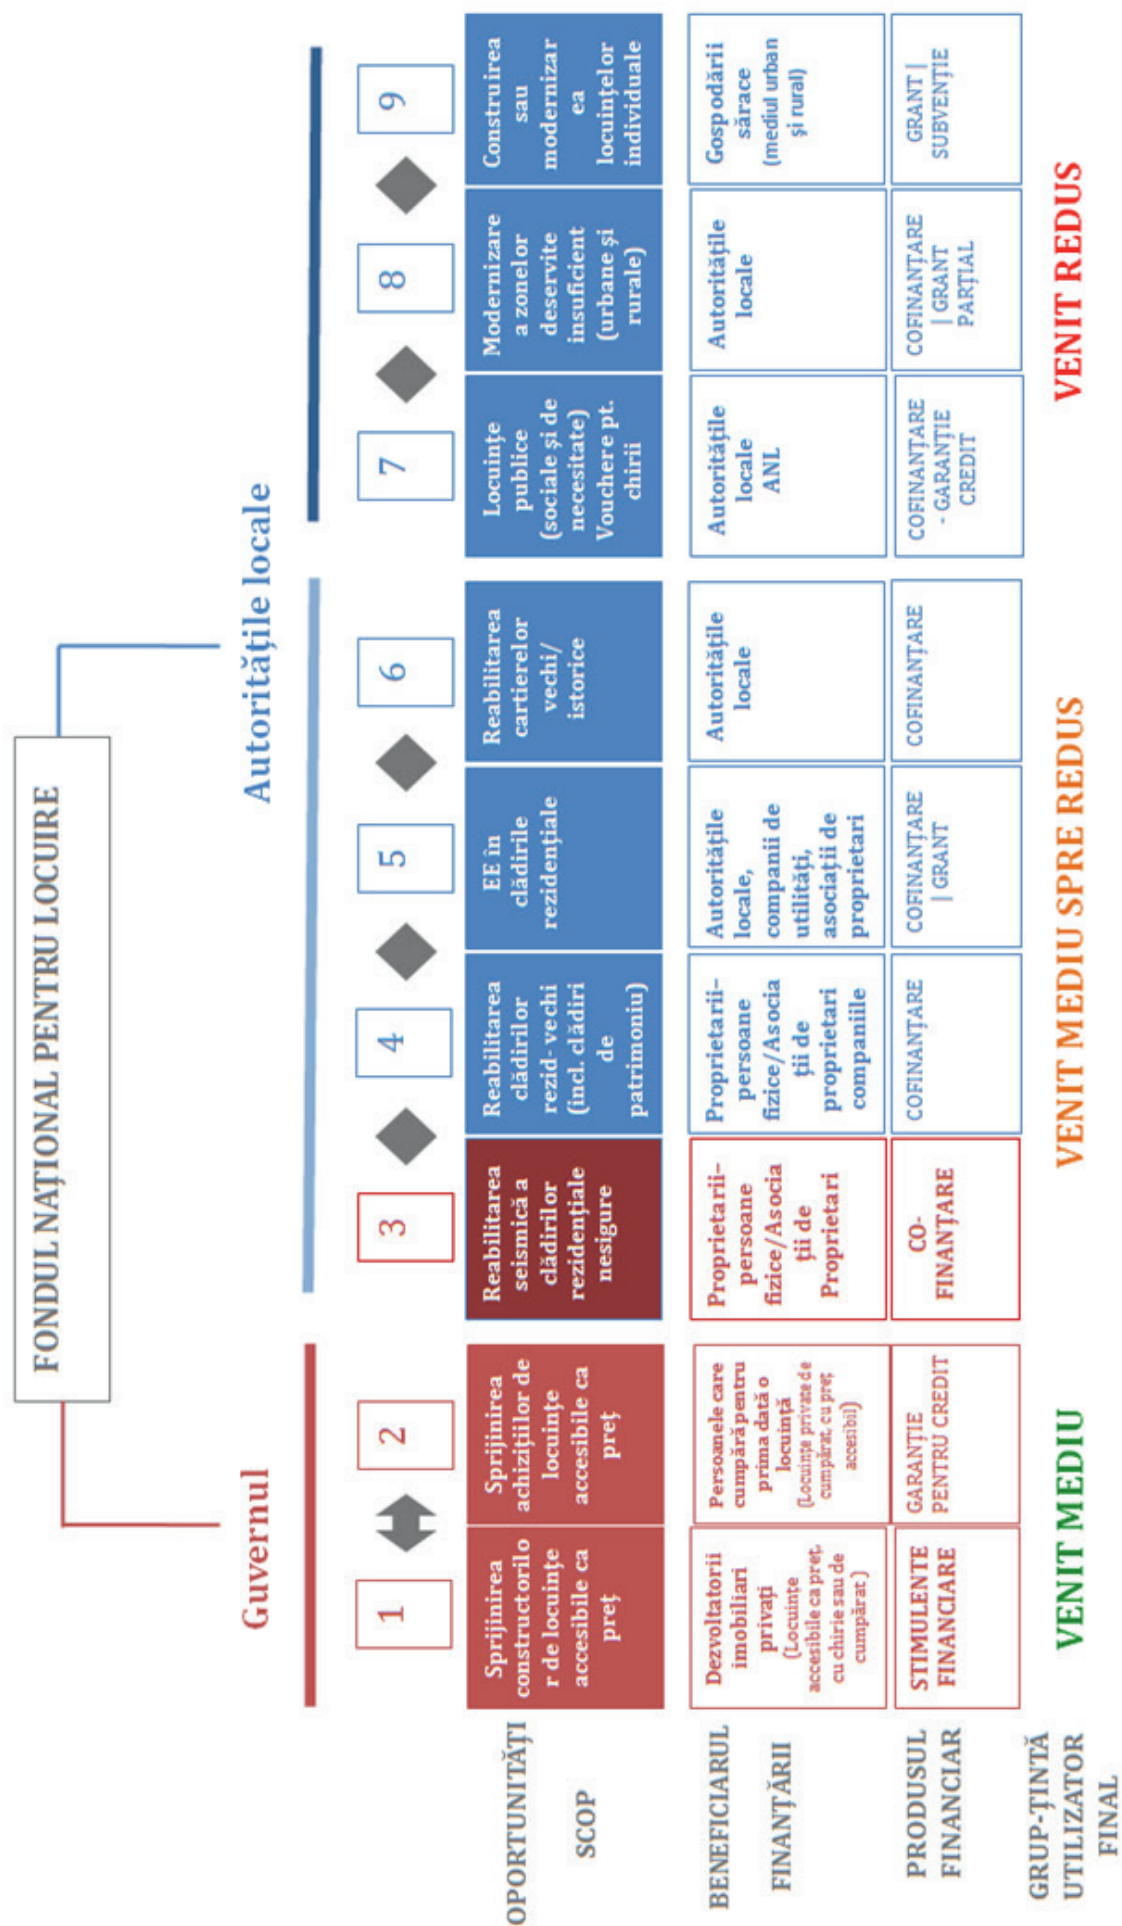 FONDUL NAȚIONAL PENTRU LOCUIRE
Guvernul
Autoritățile locale
1
2
3
4
5
6
7
8
9
OPORTUNITĂȚI
SCOP
Sprijinirea
constructorilo
r de locuințe
accesibile ca
preț
Sprijinirea
achizițiilor de
locuințe
accesibile ca
preț
Reabilitarea
seismică a
clădirilor
rezidențiale
nesigure
Reabilitarea
clădirilor
rezid- vechi
(incl. clădiri
de
patrimoniu)
EE în
clădirile
rezidențiale
Reabilitarea
cartierelor
vechi/
istorice
Locuințe
publice
(sociale și de
necesitate)
Vouchere pt.
chirii
Modernizare
a zonelor
deservite
insuficient
(urbane și
rurale)
Construirea
sau
modernizar
ea
locuințelor
individuale
BENEFICIARUL
FINANȚĂRII
Dezvoltatorii
imobiliari
privați
(Locuințe
accesibile ca preț,
cu chirie sau de
cumpărat)
Persoanele care
cumpără pentru
prima dată o
locuință
(Locuințe private de
cumpărat, cu preț
accesibil)
Proprietarii–
persoane
fizice/Asocia
ții de
Proprietari
Proprietarii–
persoane
fizice/Asocia
ții de
proprietari
companiile
Autoritățile
locale,
companii de
utilități,
asociații de
proprietari
Autoritățile
locale
Autoritățile
locale
ANL
Autoritățile
locale
Gospodării
sărace
(mediul urban
și rural)
PRODUSUL
FINANCIAR
STIMULENTE
FINANCIARE
GARANȚIE
PENTRU CREDIT
CO-
FINANȚARE
COFINANȚARE
COFINANȚARE
| GRANT
COFINANȚARE
COFINANȚARE
- GARANȚIE
CREDIT
COFINANȚARE
| GRANT
PARȚIAL
GRANT |
SUBVENȚIE
GRUP-ȚINTĂ
UTILIZATOR
FINAL
VENIT MEDIU
VENIT MEDIU SPRE REDUS
VENIT REDUS